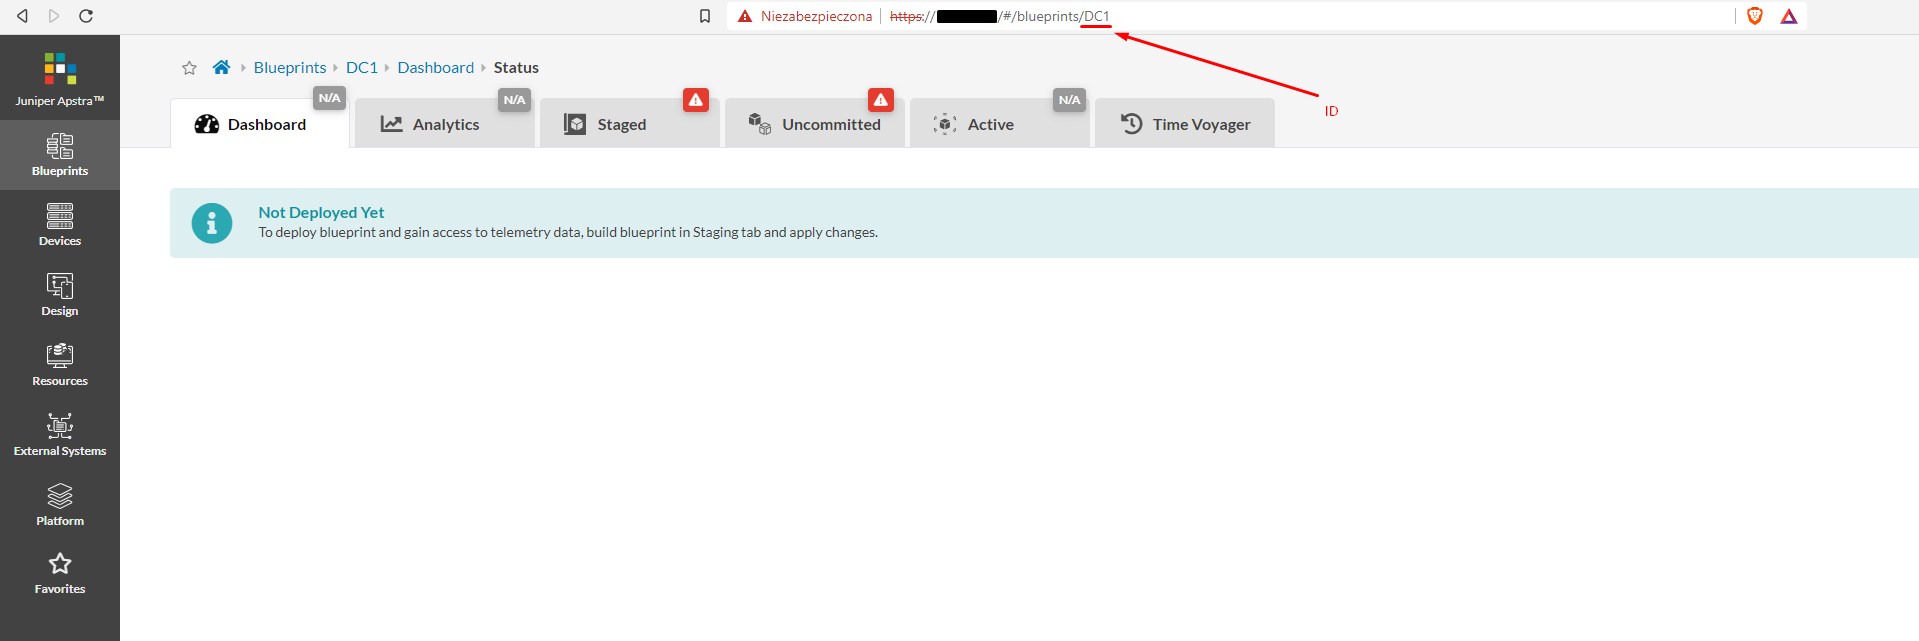 Niezabezpieczona https:// /#/blueprints/DC1
Juniper Apstra™
Blueprints DC1 Dashboard Status
ID
N/A N/A N/A
Dashboard Analytics Staged Uncommitted Active Time Voyager
Blueprints
Devices
Design
Resources
External Systems
Platform
Favorites
Not Deployed Yet
To deploy blueprint and gain access to telemetry data, build blueprint in Staging tab and apply changes.